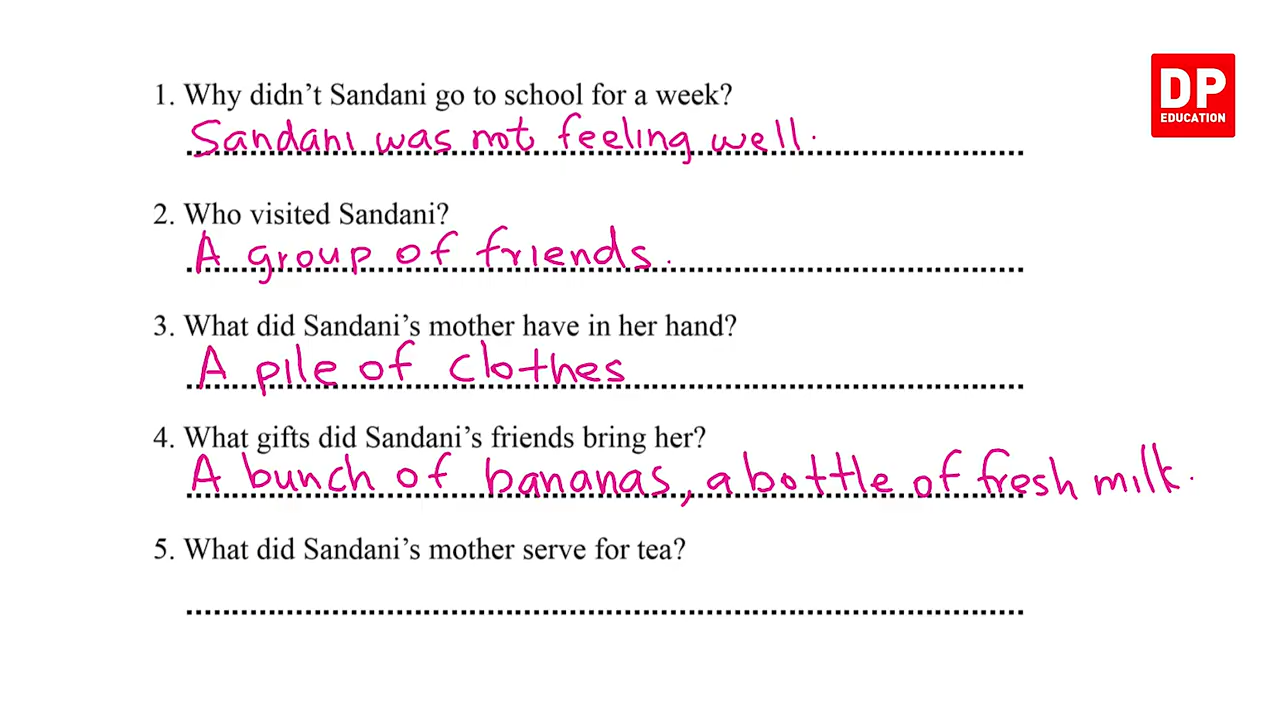 DP
EDUCATION
1. Why didn't Sandani go to school for a week?
Sandani was not feeling well.
2. Who visited Sandani?
A group of friends.
3. What did Sandani's mother have in her hand?
A pile of clothes
4. What gifts did Sandani's friends bring her?
A bunch of bananas, a bottle of fresh milk.
5. What did Sandani's mother serve for tea?